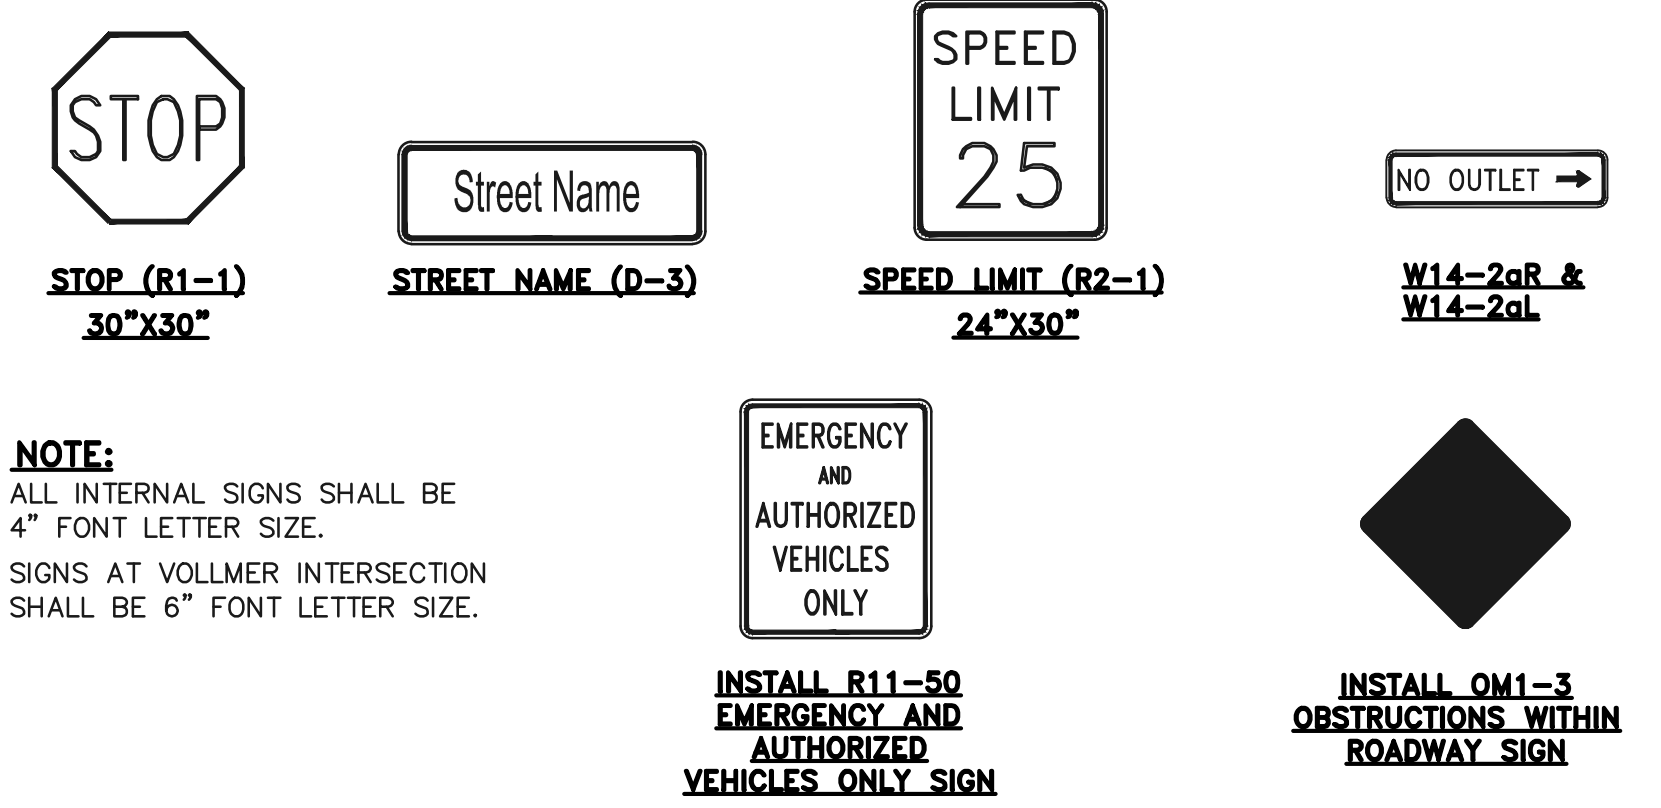 STOP
STOP (R1-1)
30"X30"
Street Name
STREET NAME (D-3)
SPEED
LIMIT
25
SPEED LIMIT (R2-1)
24"X30"
NO OUTLET →
W14-2aR &
W14-2aL
NOTE:
ALL INTERNAL SIGNS SHALL BE
4" FONT LETTER SIZE.
SIGNS AT VOLLMER INTERSECTION
SHALL BE 6" FONT LETTER SIZE.
EMERGENCY
AND
AUTHORIZED
VEHICLES
ONLY
INSTALL R11-50
EMERGENCY AND
AUTHORIZED
VEHICLES ONLY SIGN
INSTALL OM1-3
OBSTRUCTIONS WITHIN
ROADWAY SIGN